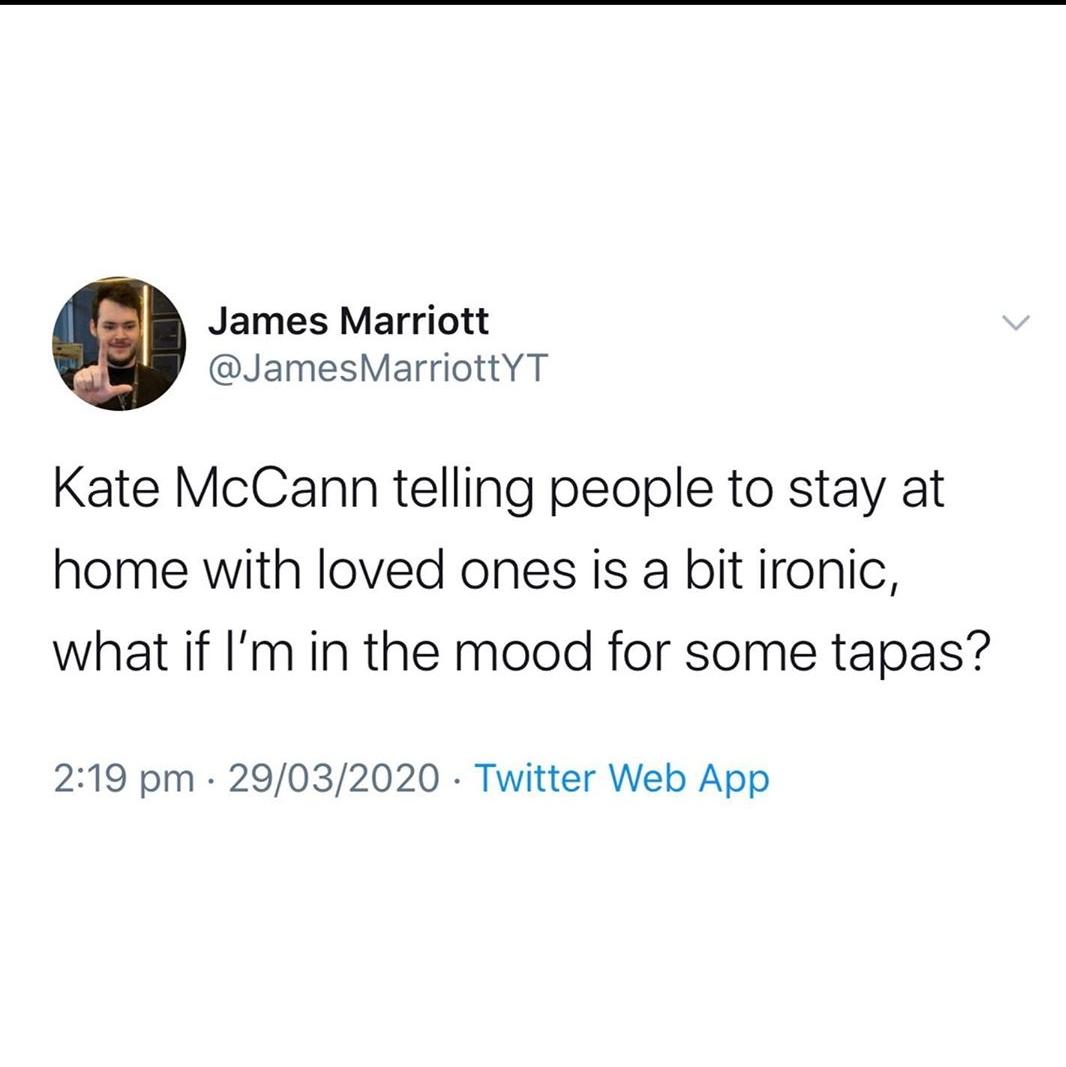 James Marriott
@JamesMarriottYT
Kate McCann telling people to stay at
home with loved ones is a bit ironic,
what if I'm in the mood for some tapas?
2:19 pm · 29/03/2020 · Twitter Web App